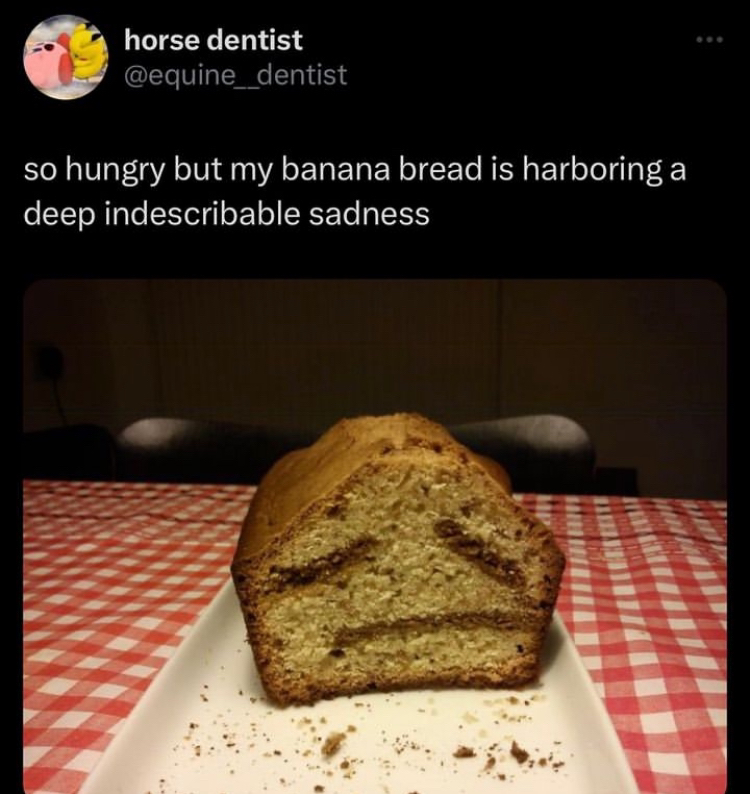 horse dentist
@equine__dentist
so hungry but my banana bread is harboring a
deep indescribable sadness